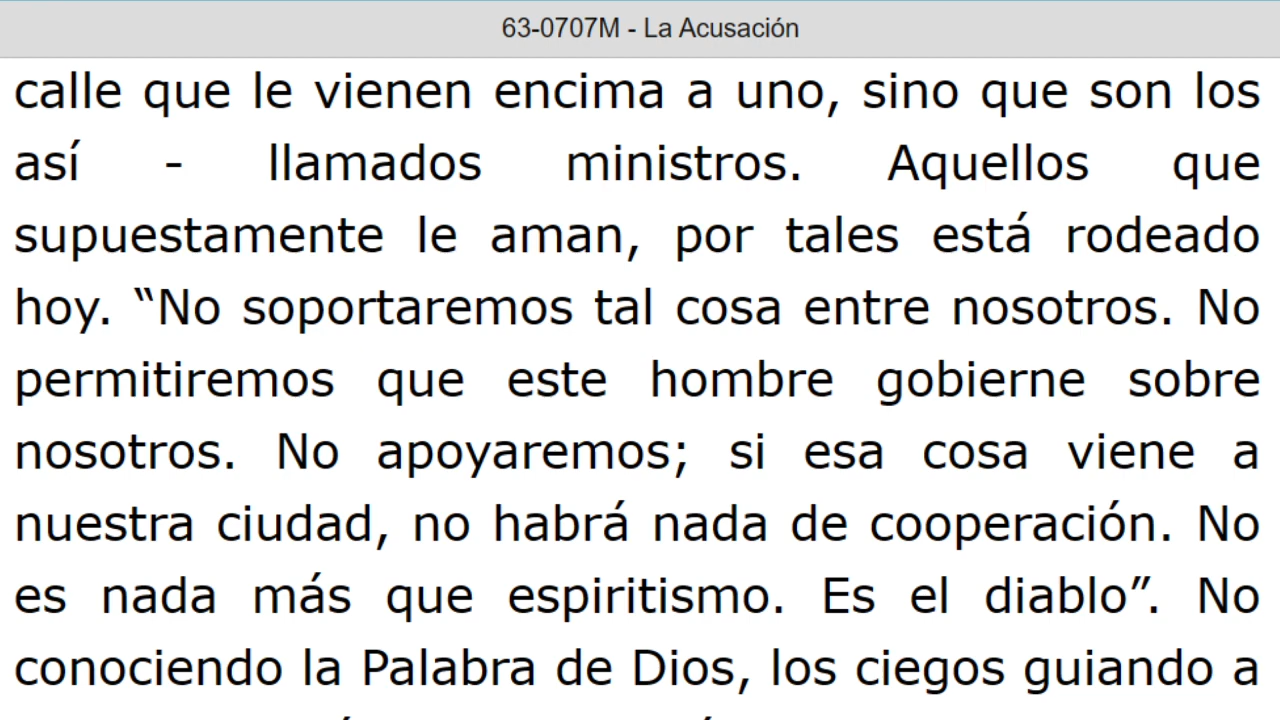 63-0707M - La Acusación
calle que le vienen encima a uno, sino que son los
así - llamados ministros. Aquellos que
supuestamente le aman, por tales está rodeado
hoy. “No soportaremos tal cosa entre nosotros. No
permitiremos que este hombre gobierne sobre
nosotros. No apoyaremos; si esa cosa viene a
nuestra ciudad, no habrá nada de cooperación. No
es nada más que espiritismo. Es el diablo”. No
conociendo la Palabra de Dios, los ciegos guiando a